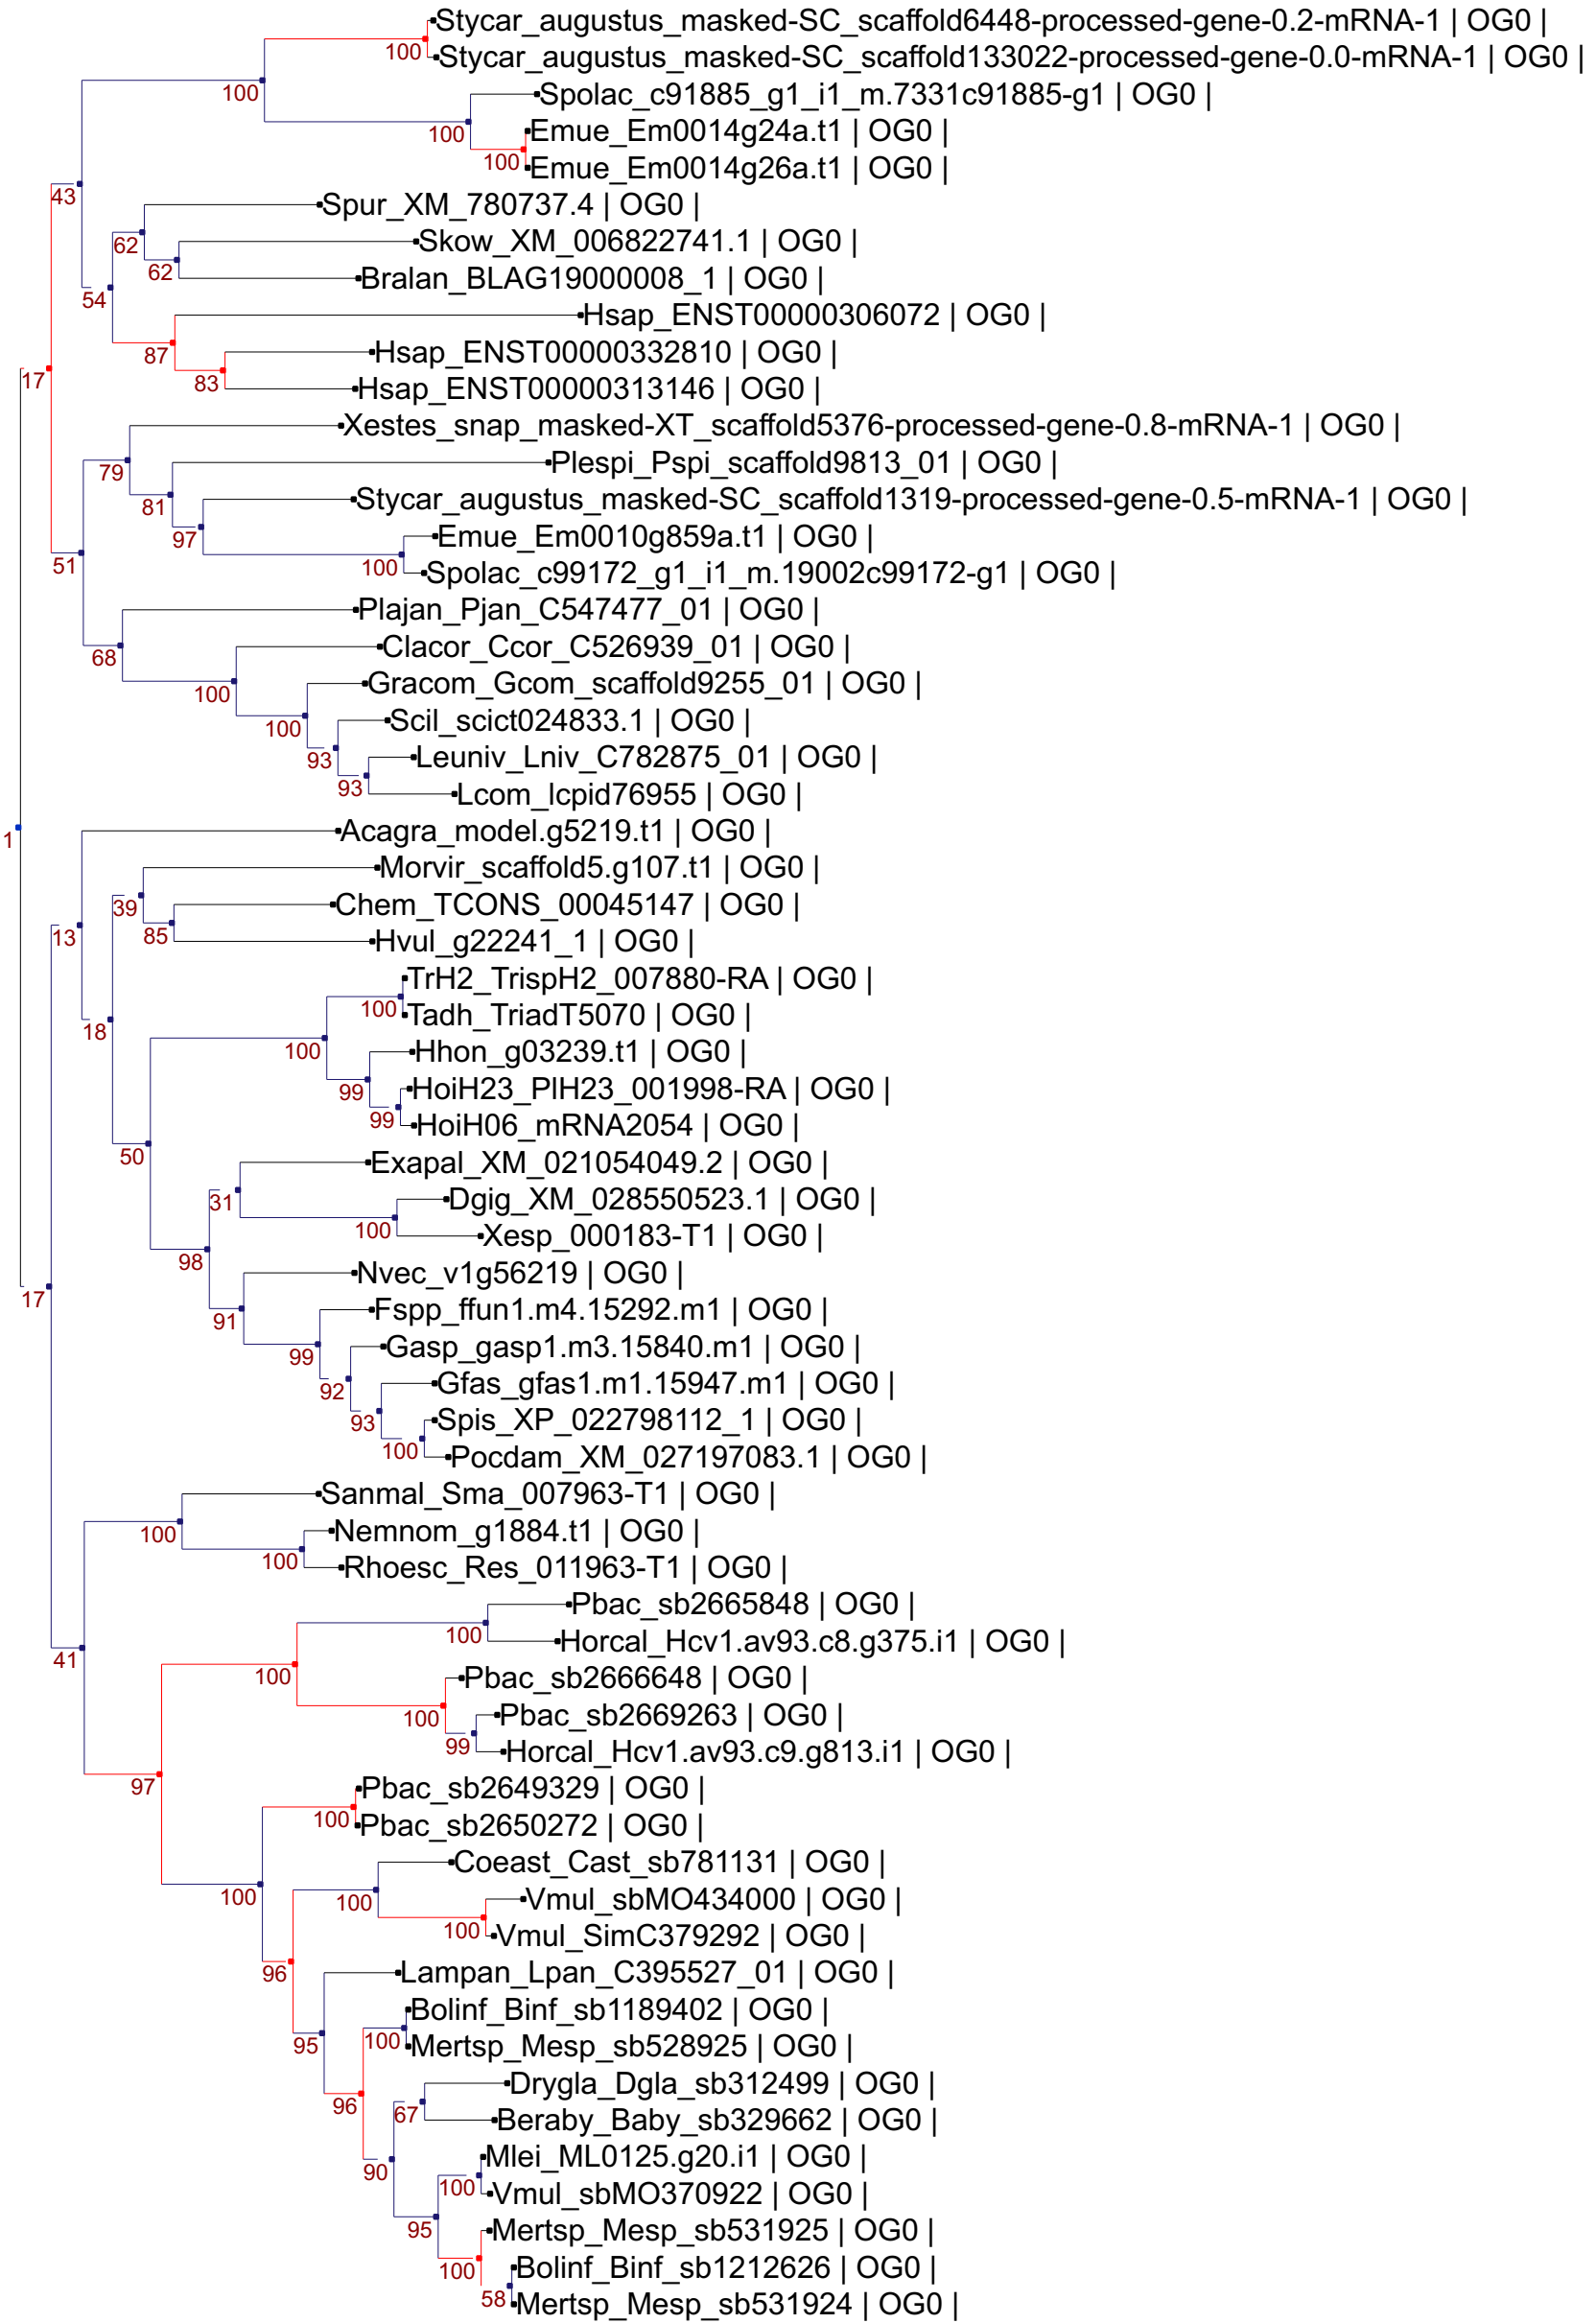 Stycar_augustus_masked-SC_scaffold6448-processed-gene-0.2-mRNA-1 | OG0 |
100
Stycar_augustus_masked-SC_scaffold133022-processed-gene-0.0-mRNA-1 | OG0 |
100
Spolac_c91885_g1_i1_m.7331c91885-g1 | OG0 |
100
Emue_Em0014g24a.t1 | OG0 |
100
Emue_Em0014g26a.t1 | OG0 |
43
Spur_XM_780737.4 | OG0 |
62
Skow_XM_006822741.1 | OG0 |
62
Bralan_BLAG19000008_1 | OG0 |
54
Hsap_ENST00000306072 | OG0 |
87
Hsap_ENST00000332810 | OG0 |
17
83
Hsap_ENST00000313146 | OG0 |
Xestes_snap_masked-XT_scaffold5376-processed-gene-0.8-mRNA-1 | OG0 |
79
Plespi_Pspi_scaffold9813_01 | OG0 |
81
Stycar_augustus_masked-SC_scaffold1319-processed-gene-0.5-mRNA-1 | OG0 |
97
Emue_Em0010g859a.t1 | OG0 |
51
100
Spolac_c99172_g1_i1_m.19002c99172-g1 | OG0 |
Plajan_Pjan_C547477_01 | OG0 |
68
Clacor_Ccor_C526939_01 | OG0 |
100
Gracom_Gcom_scaffold9255_01 | OG0 |
100
Scil_scict024833.1 | OG0 |
93
Leuniv_Lniv_C782875_01 | OG0 |
93
Lcom_lcpid76955 | OG0 |
1
Acagra_model.g5219.t1 | OG0 |
Morvir_scaffold5.g107.t1 | OG0 |
39
Chem_TCONS_00045147 | OG0 |
13
85
Hvul_g22241_1 | OG0 |
TrH2_TrispH2_007880-RA | OG0 |
100
Tadh_TriadT5070 | OG0 |
18
100
Hhon_g03239.t1 | OG0 |
99
HoiH23_PlH23_001998-RA | OG0 |
99
HoiH06_mRNA2054 | OG0 |
50
Exapal_XM_021054049.2 | OG0 |
31
Dgig_XM_028550523.1 | OG0 |
100
Xesp_000183-T1 | OG0 |
98
Nvec_v1g56219 | OG0 |
17
91
Fspp_ffun1.m4.15292.m1 | OG0 |
99
Gasp_gasp1.m3.15840.m1 | OG0 |
92
Gfas_gfas1.m1.15947.m1 | OG0 |
93
Spis_XP_022798112_1 | OG0 |
100
Pocdam_XM_027197083.1 | OG0 |
Sanmal_Sma_007963-T1 | OG0 |
100
Nemnom_g1884.t1 | OG0 |
100
Rhoesc_Res_011963-T1 | OG0 |
Pbac_sb2665848 | OG0 |
100
Horcal_Hcv1.av93.c8.g375.i1 | OG0 |
41
100
Pbac_sb2666648 | OG0 |
100
Pbac_sb2669263 | OG0 |
99
Horcal_Hcv1.av93.c9.g813.i1 | OG0 |
97
Pbac_sb2649329 | OG0 |
100
Pbac_sb2650272 | OG0 |
Coeast_Cast_sb781131 | OG0 |
100
100
Vmul_sbMO434000 | OG0 |
100
Vmul_SimC379292 | OG0 |
96
Lampan_Lpan_C395527_01 | OG0 |
Bolinf_Binf_sb1189402 | OG0 |
95
100
Mertsp_Mesp_sb528925 | OG0 |
Drygla_Dgla_sb312499 | OG0 |
96
67
Beraby_Baby_sb329662 | OG0 |
Mlei_ML0125.g20.i1 | OG0 |
90
100
Vmul_sbMO370922 | OG0 |
95
Mertsp_Mesp_sb531925 | OG0 |
100
Bolinf_Binf_sb1212626 | OG0 |
58
Mertsp_Mesp_sb531924 | OG0 |